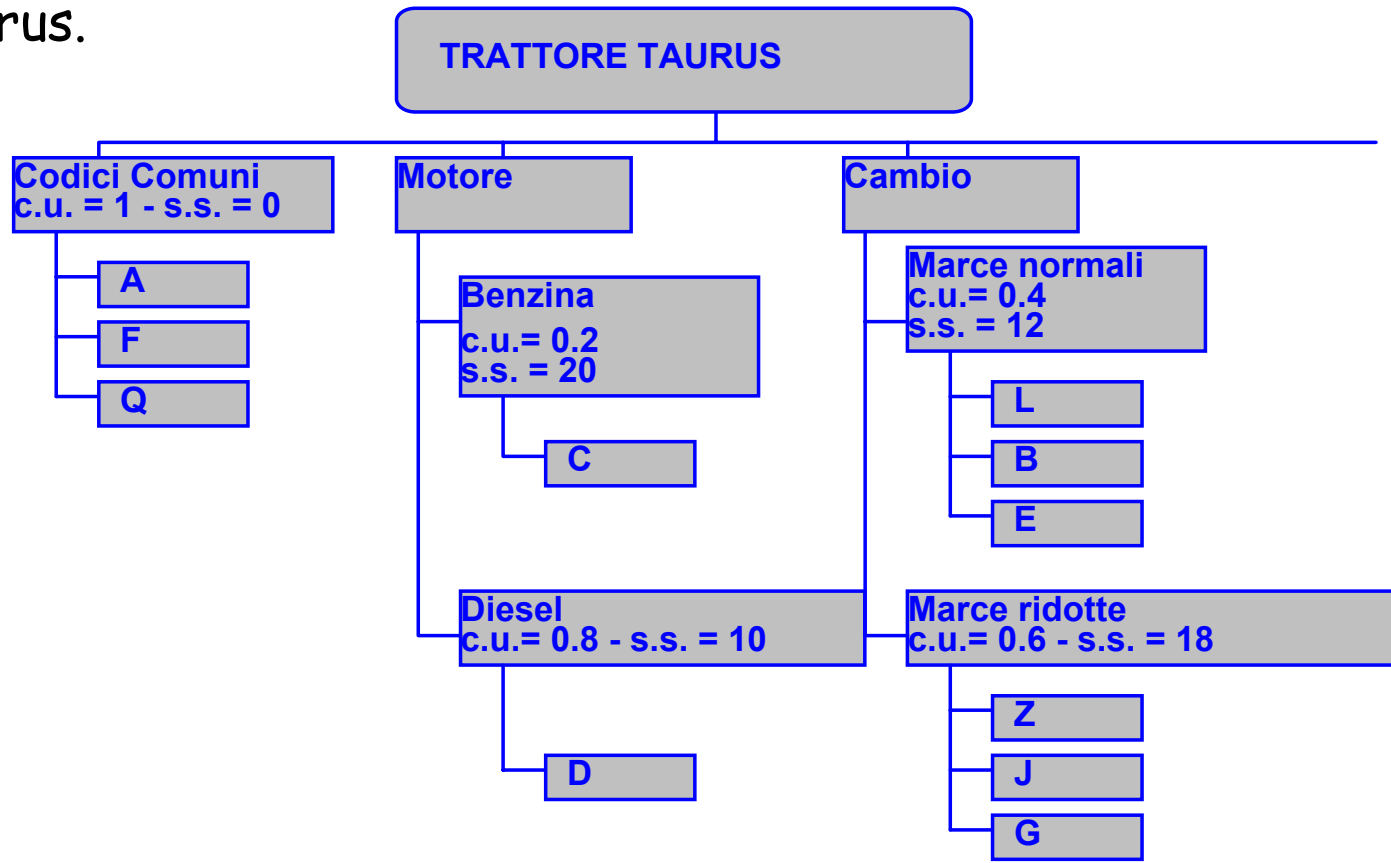 rus.
TRATTORE TAURUS
Codici Comuni
c.u. = 1 - s.s. = 0
A
F
Q
Motore
Benzina
c.u.= 0.2
s.s. = 20
C
Diesel
c.u.= 0.8 - s.s. = 10
D
Cambio
Marce normali
c.u.= 0.4
s.s. = 12
L
B
E
Marce ridotte
c.u.= 0.6 - s.s. = 18
Z
J
G